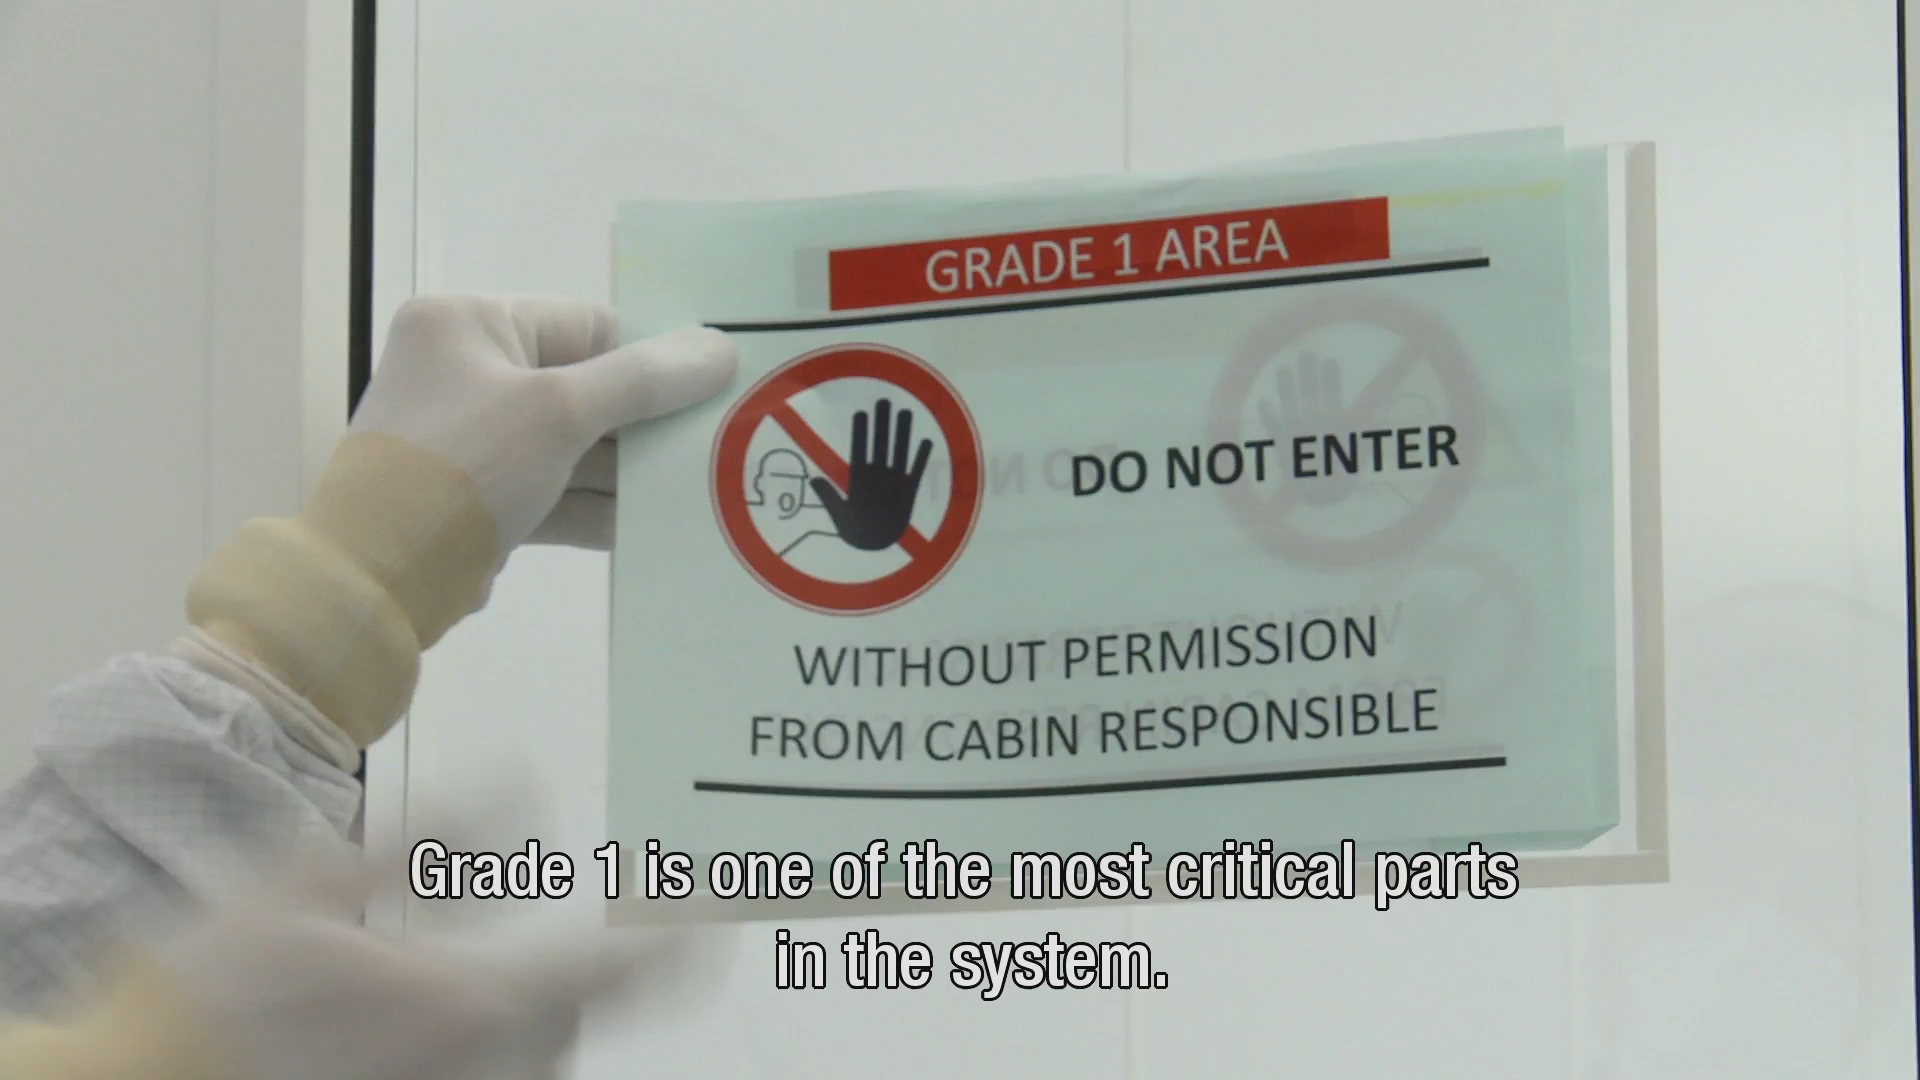 GRADE 1 AREA
DO NOT ENTER
WITHOUT PERMISSION
FROM CABIN RESPONSIBLE
Grade 1 is one of the most critical parts
in the system.